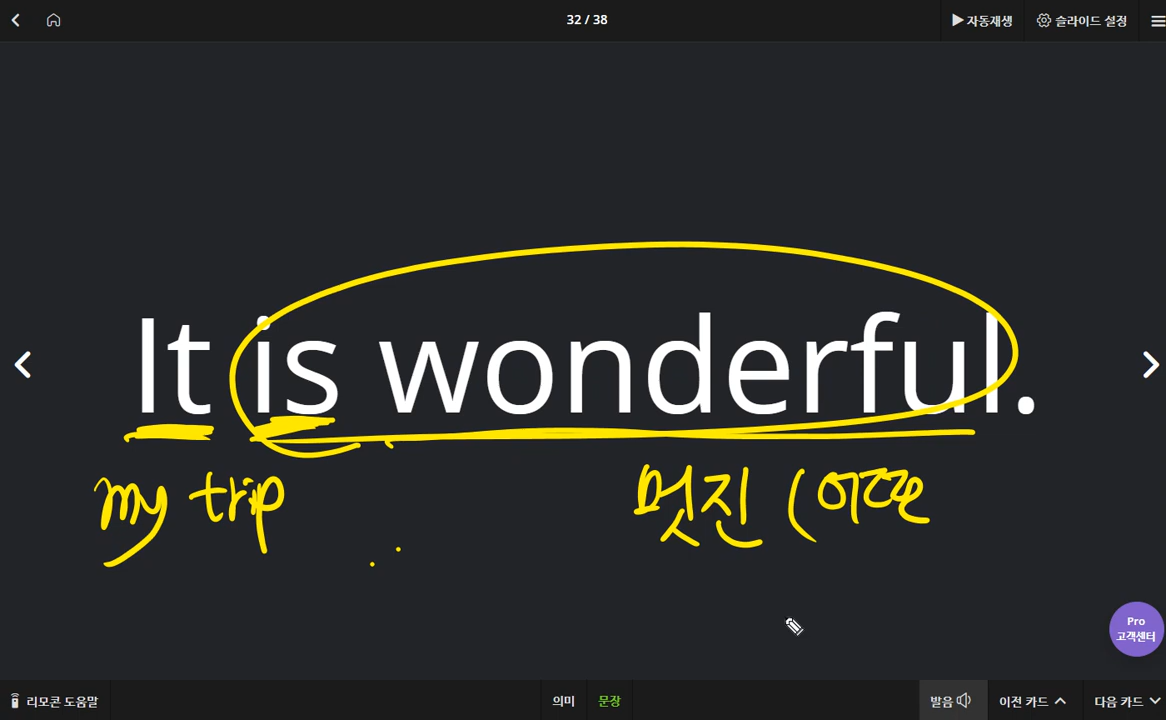 32 / 38
자동재생
슬라이드 설정
It is wonderful.
my trip
멋진 (어떤
Pro
고객센터
리모콘 도움말
의미
문장
발음
이전 카드
다음 카드